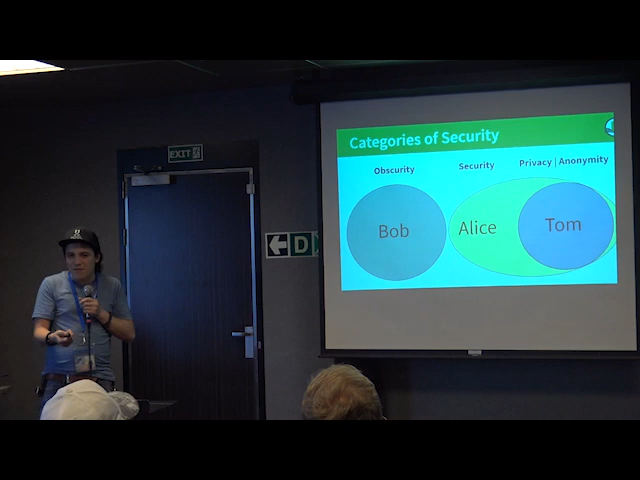 EXIT
D
Categories of Security
Obscurity
Security
Privacy | Anonymity
Bob
Alice
Tom